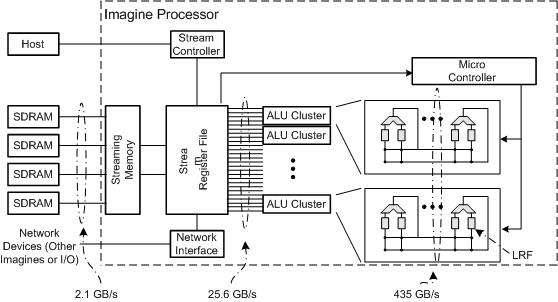 Imagine Processor
Host
Stream
Controller
Micro
Controller
SDRAM
SDRAM
SDRAM
SDRAM
Streaming
Memory
Strea
m
Register File
ALU Cluster
ALU Cluster
ALU Cluster
Network
Devices (Other
Imagines or I/O)
Network
Interface
LRF
2.1 GB/s
25.6 GB/s
435 GB/s